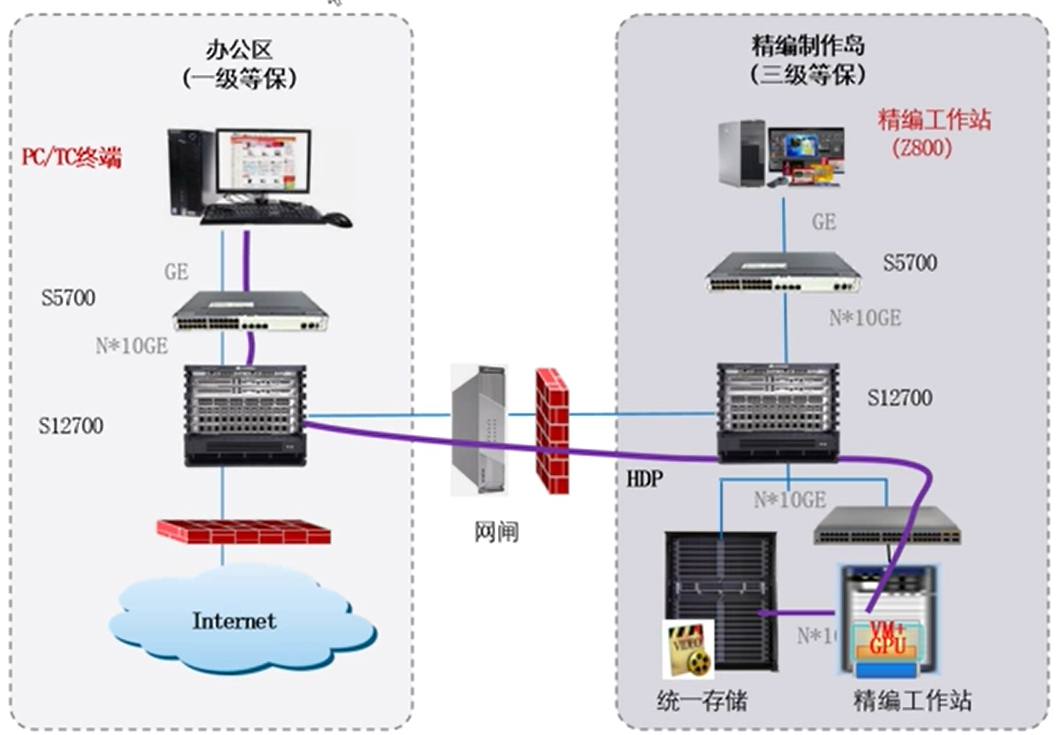 办公区
(一级等保)
PC/TC终端
GE
S5700
N*10GE
S12700
Internet
网闸
HDP
精编制作岛
(三级等保)
精编工作站
(Z800)
GE
S5700
N*10GE
S12700
N*10GE
N*1
VM+
GPU
VIDEO
统一存储
精编工作站